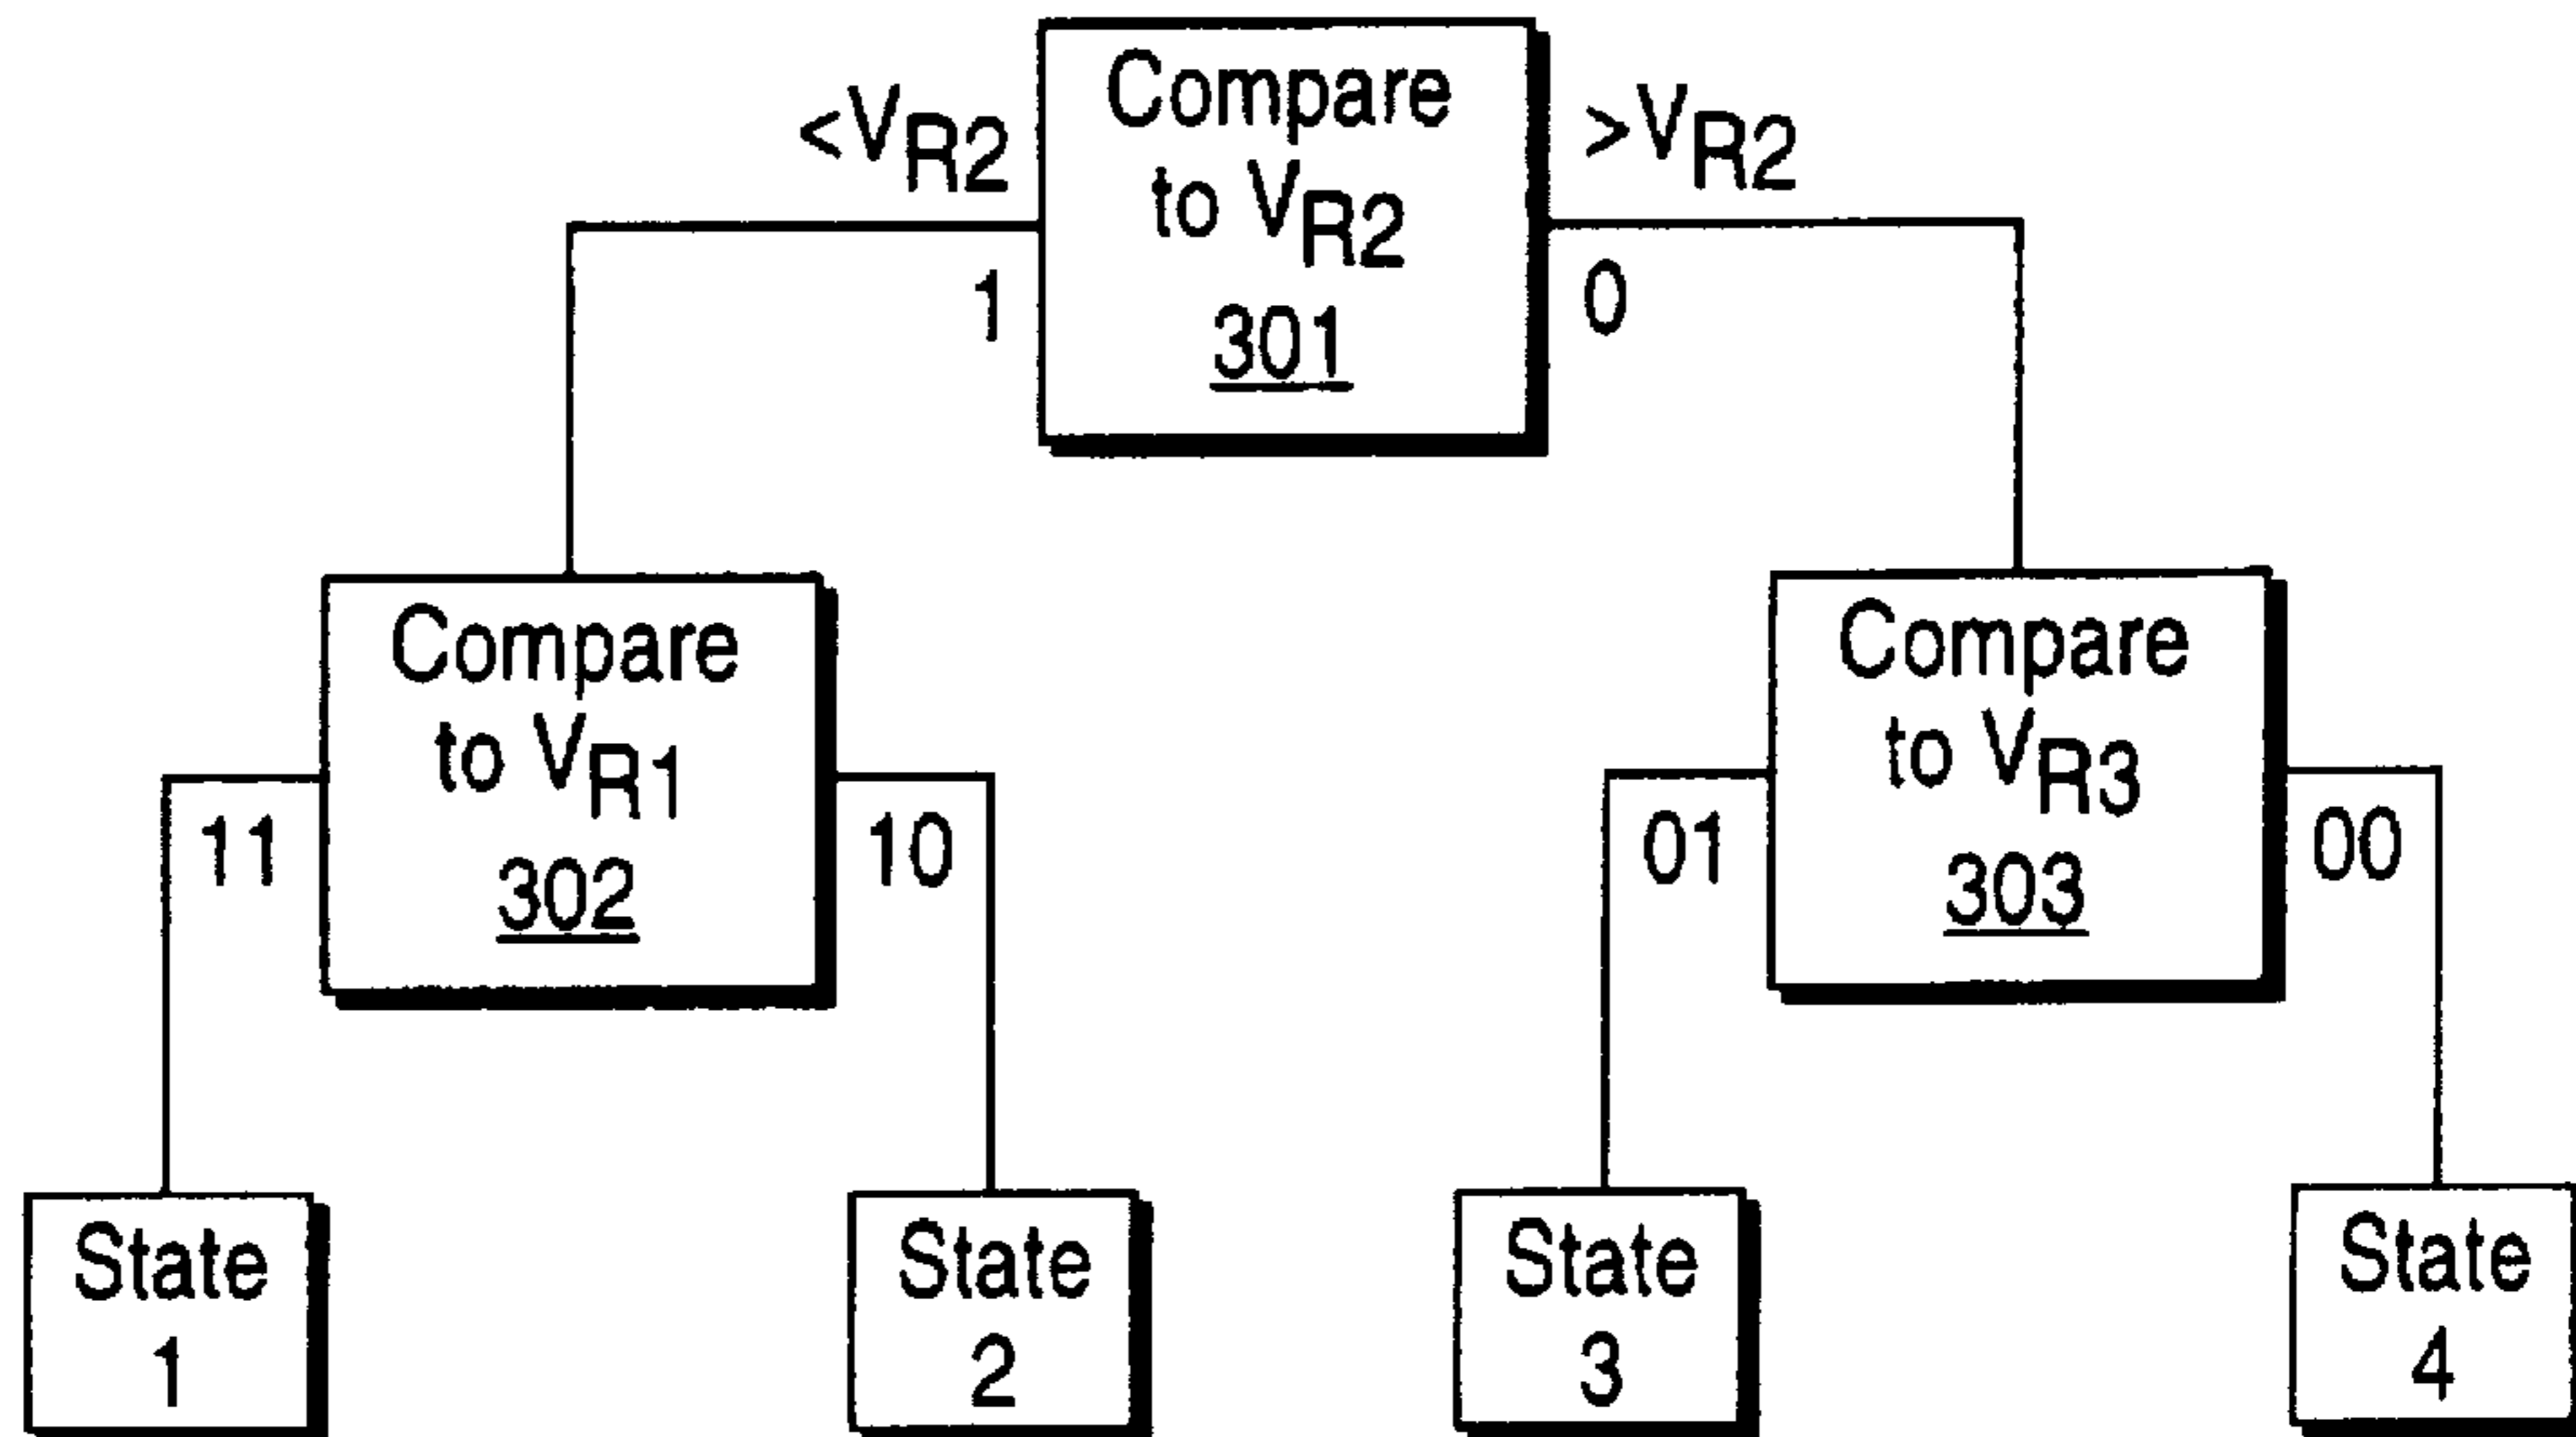 Compare
to VR2
301
<VR2
>VR2
1
0
Compare
to VR1
302
11
10
Compare
to VR3
303
01
00
State
1
State
2
State
3
State
4